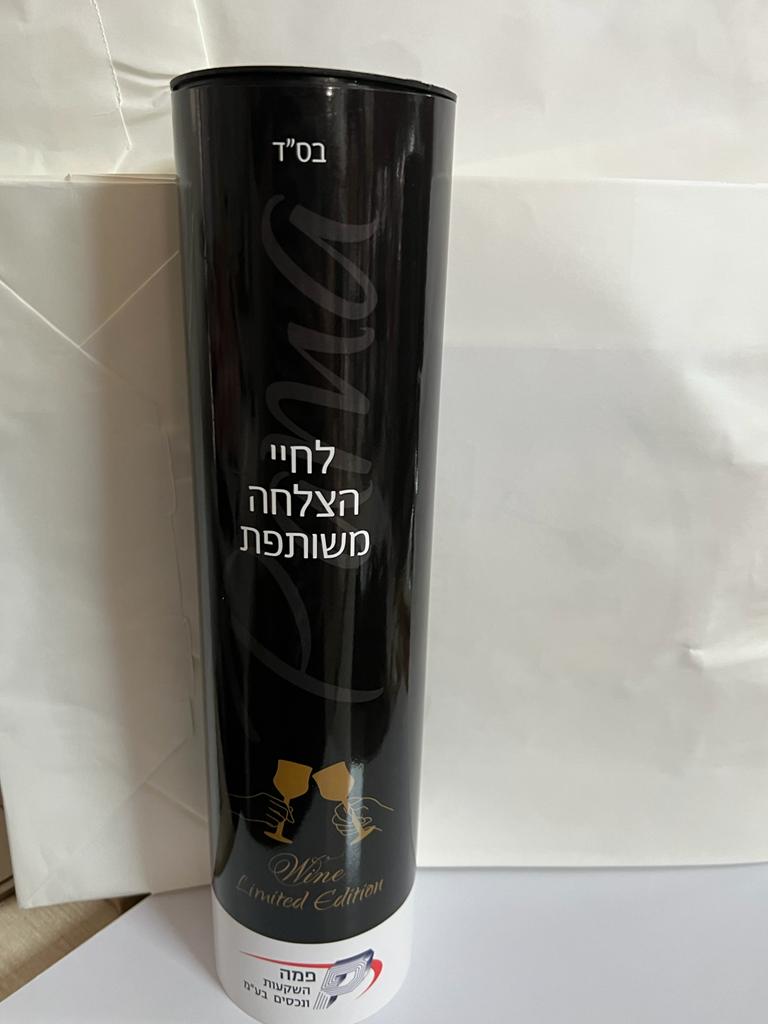 בס"ד
לחיי
הצלחה
משותפת
Wine
Limited Edition
פמה
השקעות
ונכסים בע"מ